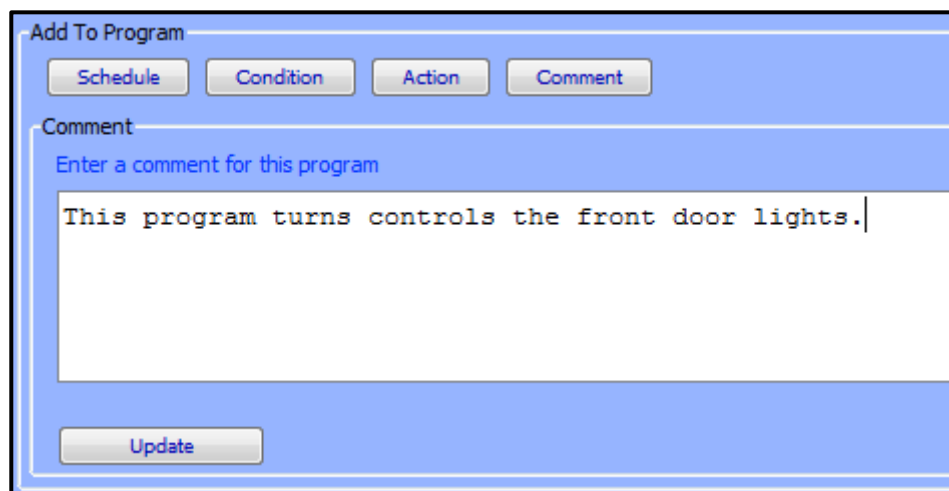 Add To Program
Schedule Condition Action Comment
Comment
Enter a comment for this program
This program turns controls the front door lights.
Update